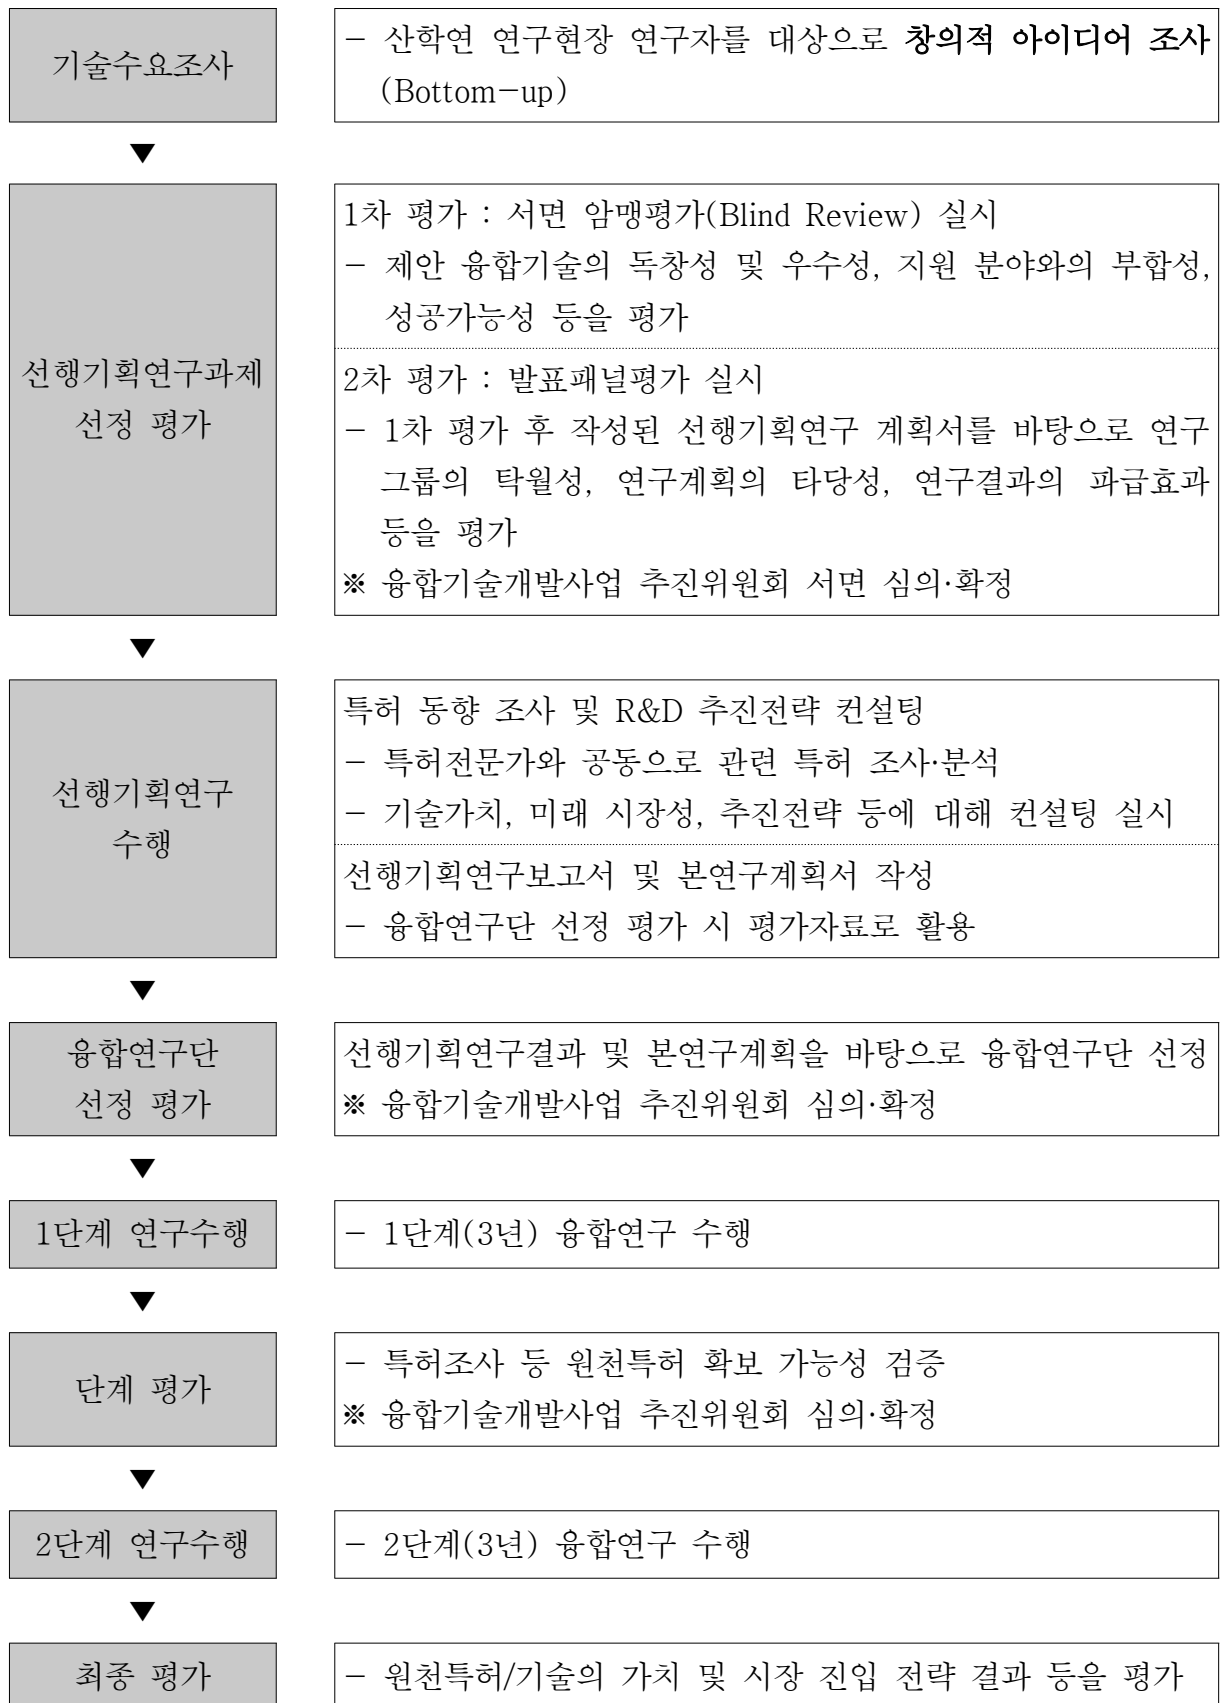 기술수요조사
- 산학연 연구현장 연구자를 대상으로 창의적 아이디어 조사
(Bottom-up)
▼
선행기획연구과제
선정 평가
1차 평가 : 서면 암맹평가(Blind Review) 실시
- 제안 융합기술의 독창성 및 우수성, 지원 분야와의 부합성,
성공가능성 등을 평가
2차 평가 : 발표패널평가 실시
- 1차 평가 후 작성된 선행기획연구 계획서를 바탕으로 연구
그룹의 탁월성, 연구계획의 타당성, 연구결과의 파급효과
등을 평가
※ 융합기술개발사업 추진위원회 서면 심의·확정
▼
선행기획연구
수행
특허 동향 조사 및 R&D 추진전략 컨설팅
- 특허전문가와 공동으로 관련 특허 조사·분석
- 기술가치, 미래 시장성, 추진전략 등에 대해 컨설팅 실시
선행기획연구보고서 및 본연구계획서 작성
- 융합연구단 선정 평가 시 평가자료로 활용
▼
융합연구단
선정 평가
선행기획연구결과 및 본연구계획을 바탕으로 융합연구단 선정
※ 융합기술개발사업 추진위원회 심의·확정
▼
1단계 연구수행
- 1단계(3년) 융합연구 수행
▼
단계 평가
- 특허조사 등 원천특허 확보 가능성 검증
※ 융합기술개발사업 추진위원회 심의·확정
▼
2단계 연구수행
- 2단계(3년) 융합연구 수행
▼
최종 평가
- 원천특허/기술의 가치 및 시장 진입 전략 결과 등을 평가